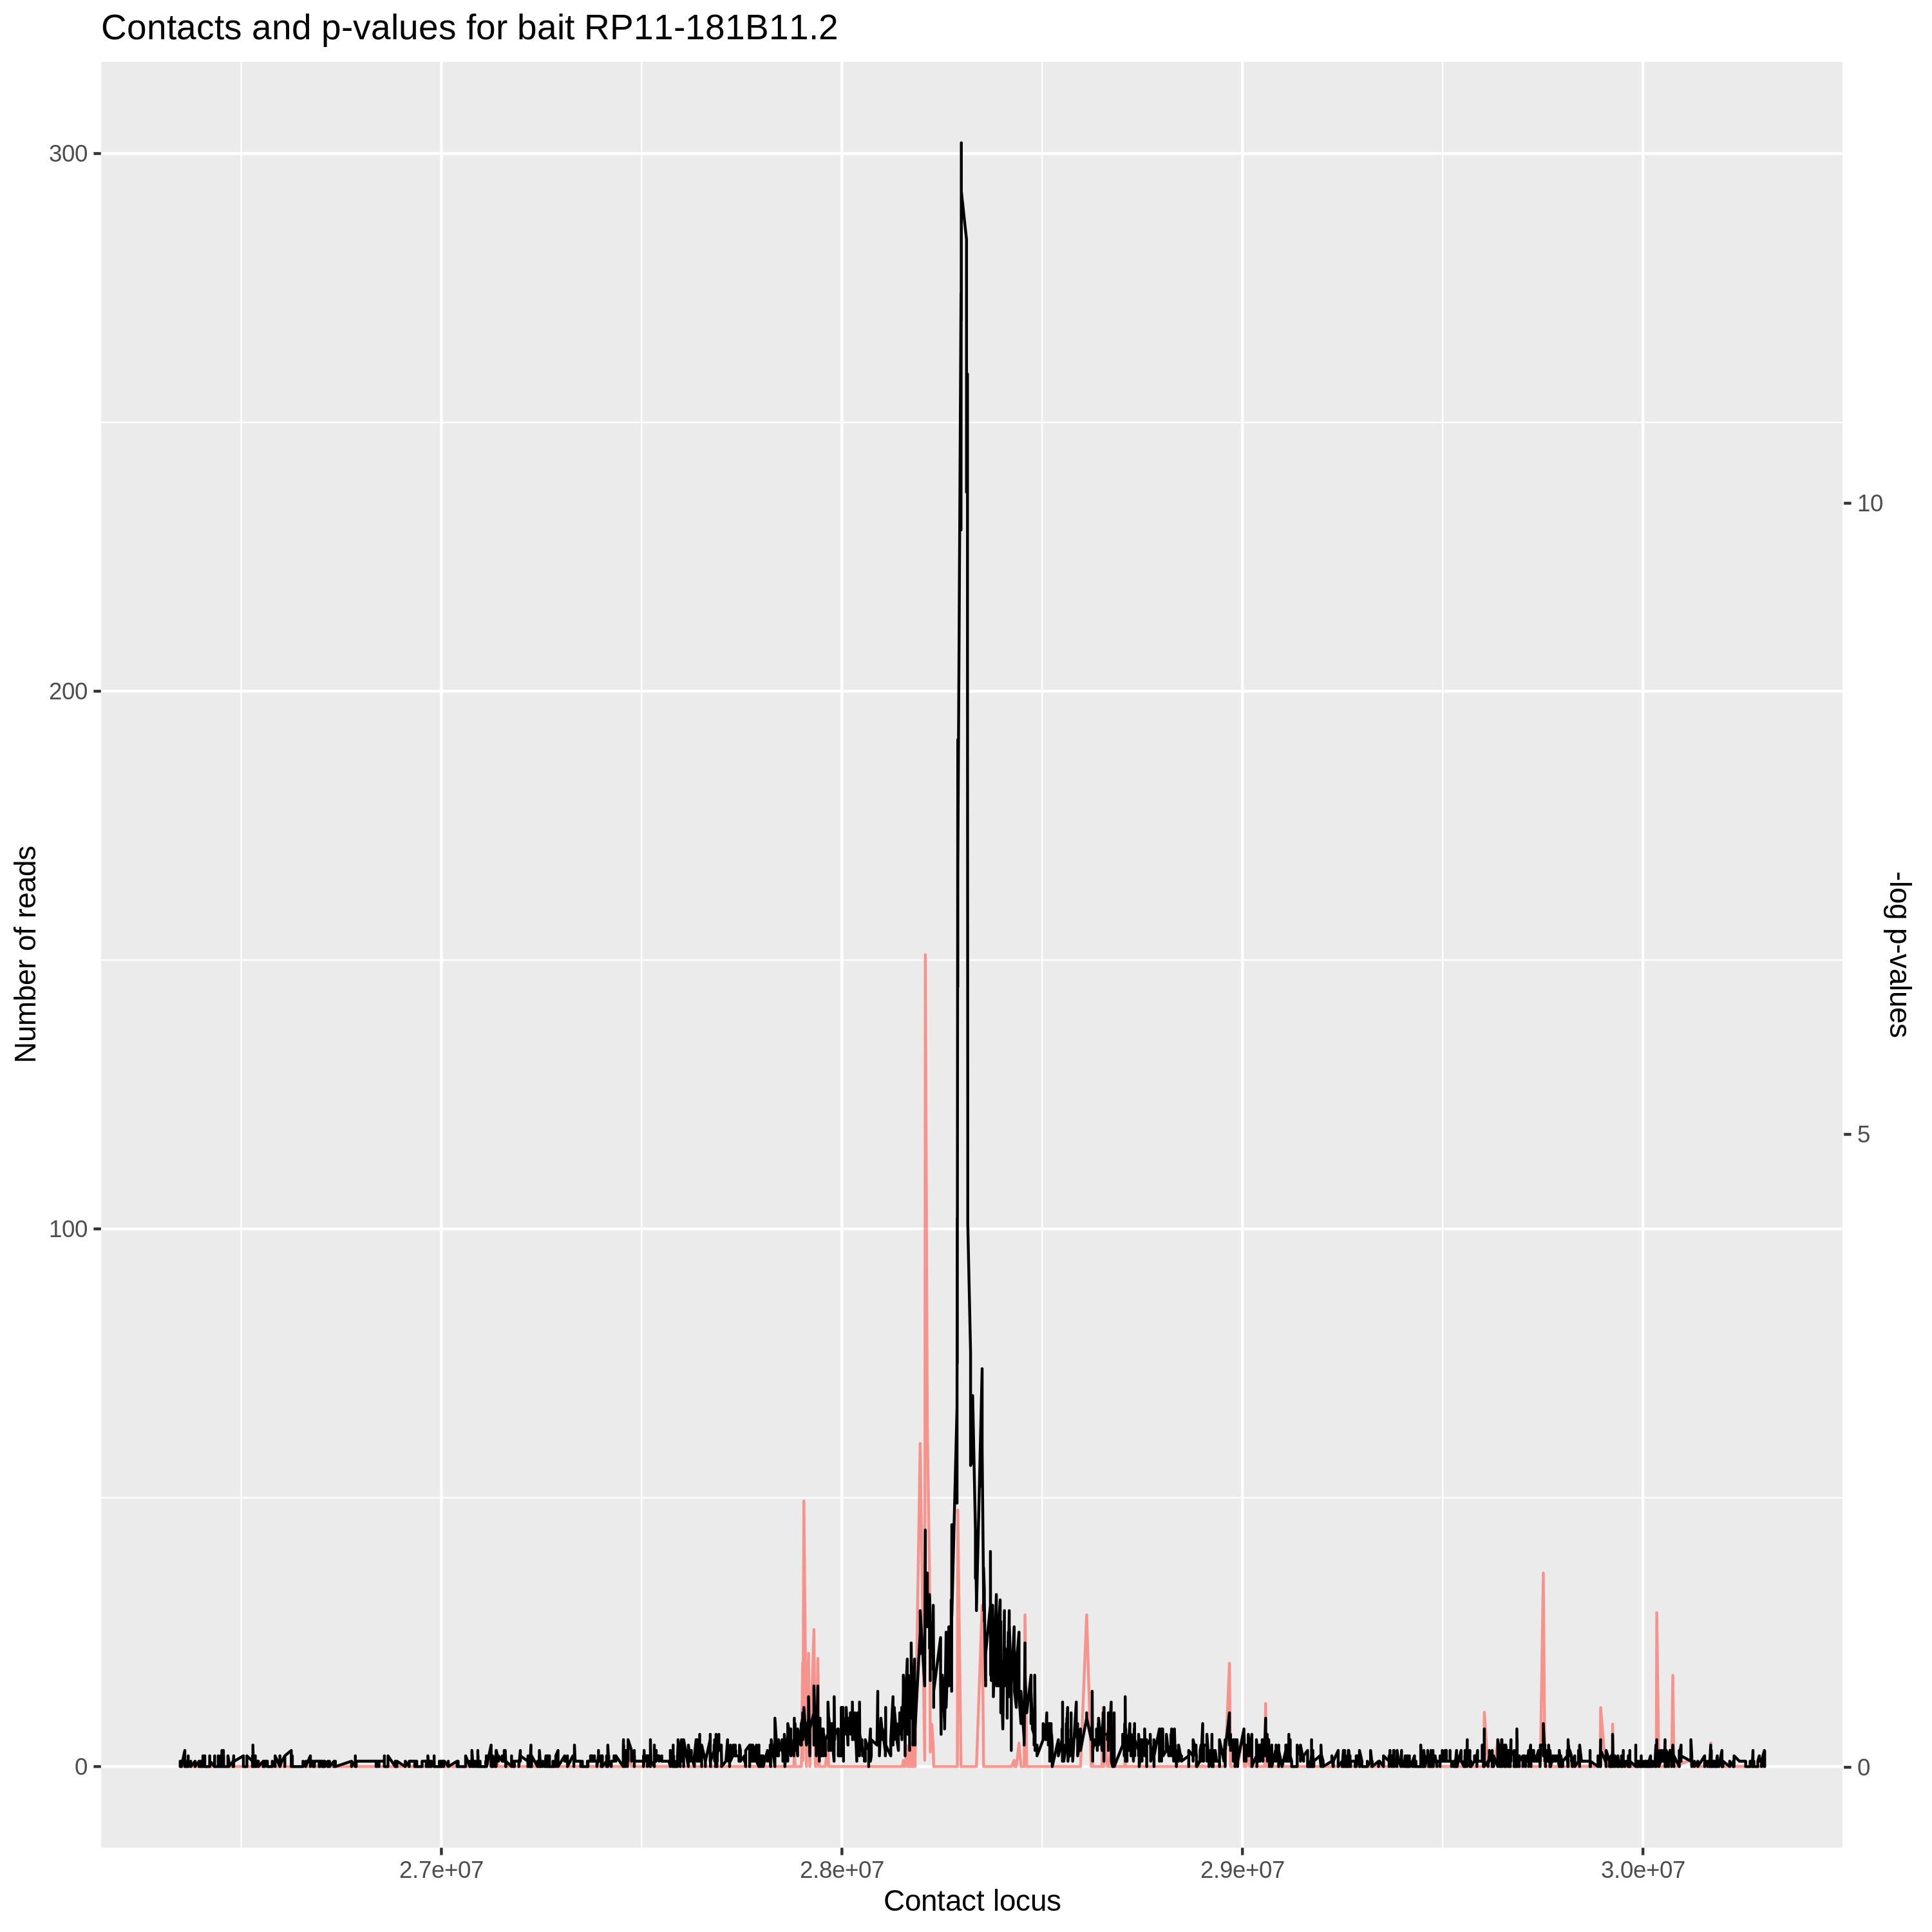 Contacts and p-values for bait RP11-181B11.2
300
200
100
0
Number of reads
10
5
0
-log p-values
2.7e+07
2.8e+07
2.9e+07
3.0e+07
Contact locus